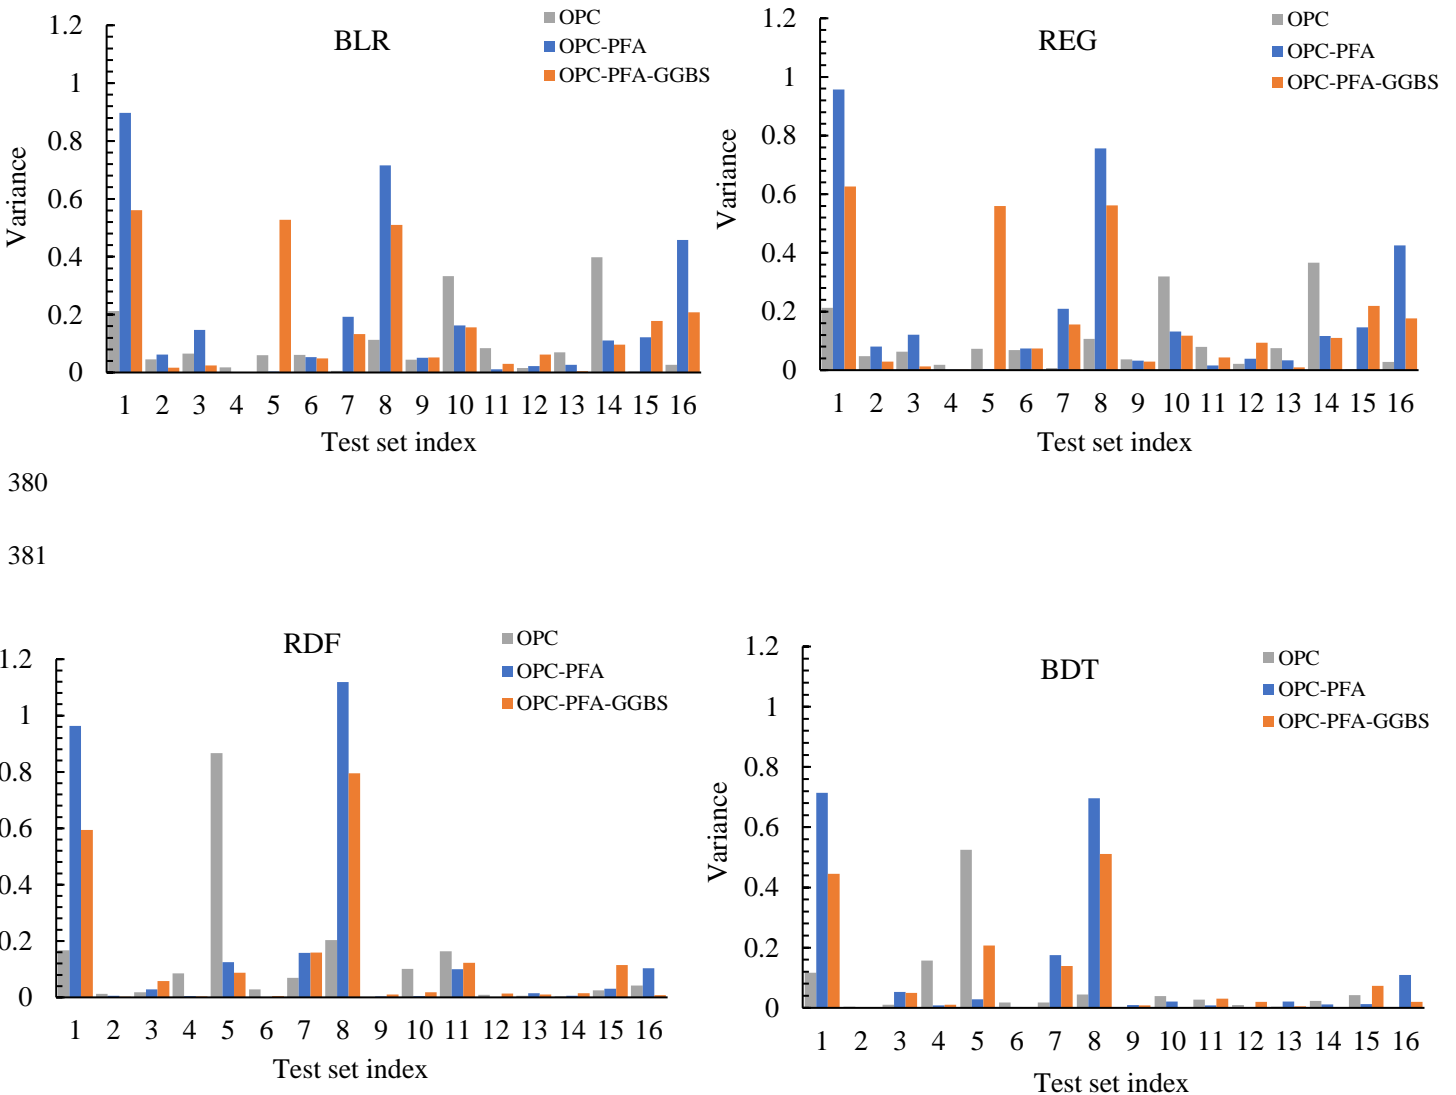 BLR
OPC
OPC-PFA
OPC-PFA-GGBS
1.2
1
0.8
0.6
0.4
0.2
0
Variance
1 2 3 4 5 6 7 8 9 10 11 12 13 14 15 16
Test set index
REG
OPC
OPC-PFA
OPC-PFA-GGBS
1.2
1
0.8
0.6
0.4
0.2
0
Variance
1 2 3 4 5 6 7 8 9 10 11 12 13 14 15 16
Test set index
380
381
RDF
OPC
OPC-PFA
OPC-PFA-GGBS
1.2
1
0.8
0.6
0.4
0.2
0
1 2 3 4 5 6 7 8 9 10 11 12 13 14 15 16
Test set index
BDT
OPC
OPC-PFA
OPC-PFA-GGBS
1.2
1
0.8
0.6
0.4
0.2
0
Variance
1 2 3 4 5 6 7 8 9 10 11 12 13 14 15 16
Test set index